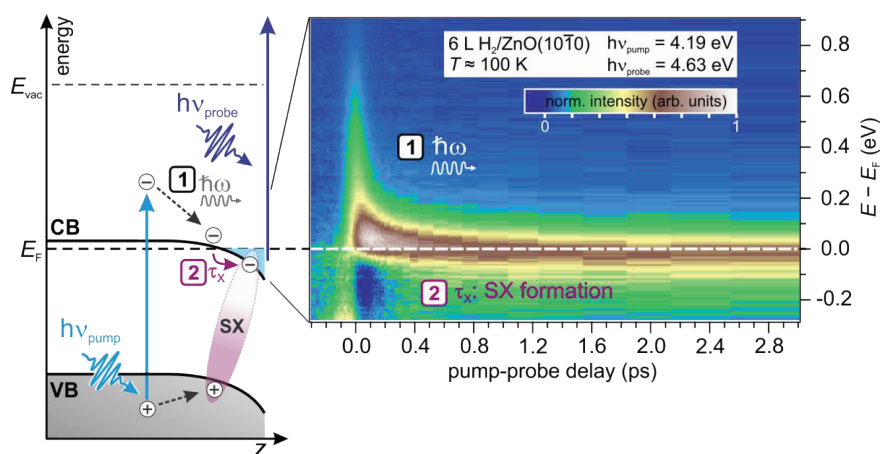 energy
E_vac
hν_probe
1 ħω
CB
E_F
2 τ_x
SX
hν_pump
VB
z
6 L H₂/ZnO(101̅0) hν_pump = 4.19 eV
T ≈ 100 K hν_probe = 4.63 eV
norm. intensity (arb. units)
0 1
1 ħω
2 τ_x: SX formation
0.8
0.6
0.4
0.2
0.0
-0.2
E − E_F (eV)
0.0 0.4 0.8 1.2 1.6 2.0 2.4 2.8
pump-probe delay (ps)